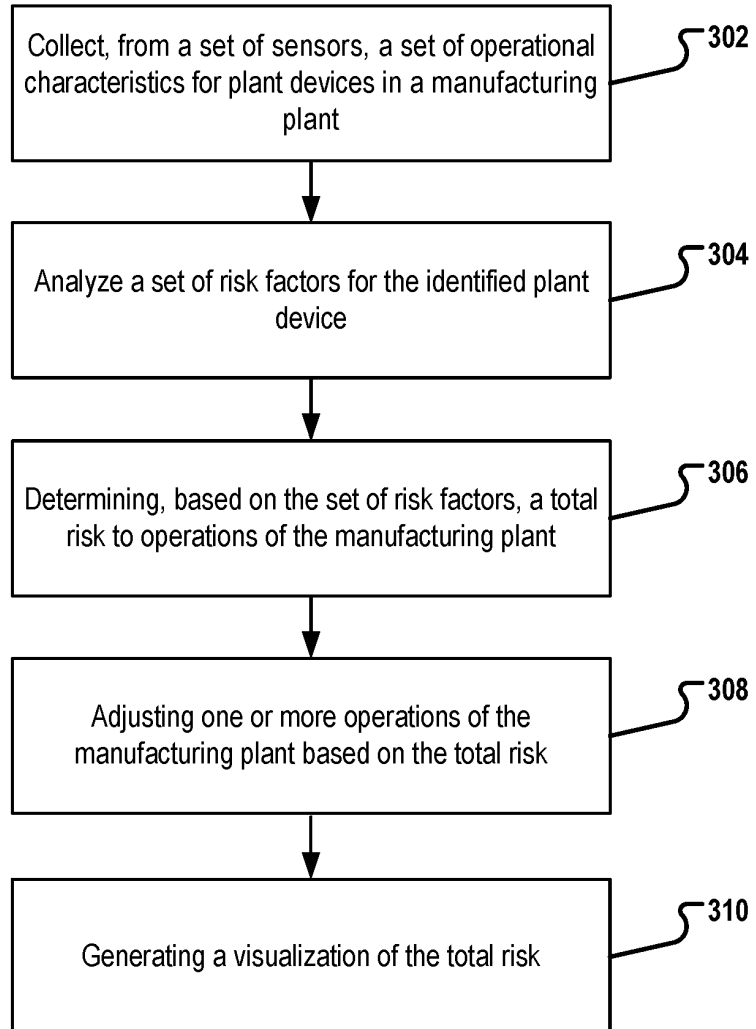 Collect, from a set of sensors, a set of operational
characteristics for plant devices in a manufacturing
plant
302
Analyze a set of risk factors for the identified plant
device
304
Determining, based on the set of risk factors, a total
risk to operations of the manufacturing plant
306
Adjusting one or more operations of the
manufacturing plant based on the total risk
308
Generating a visualization of the total risk
310